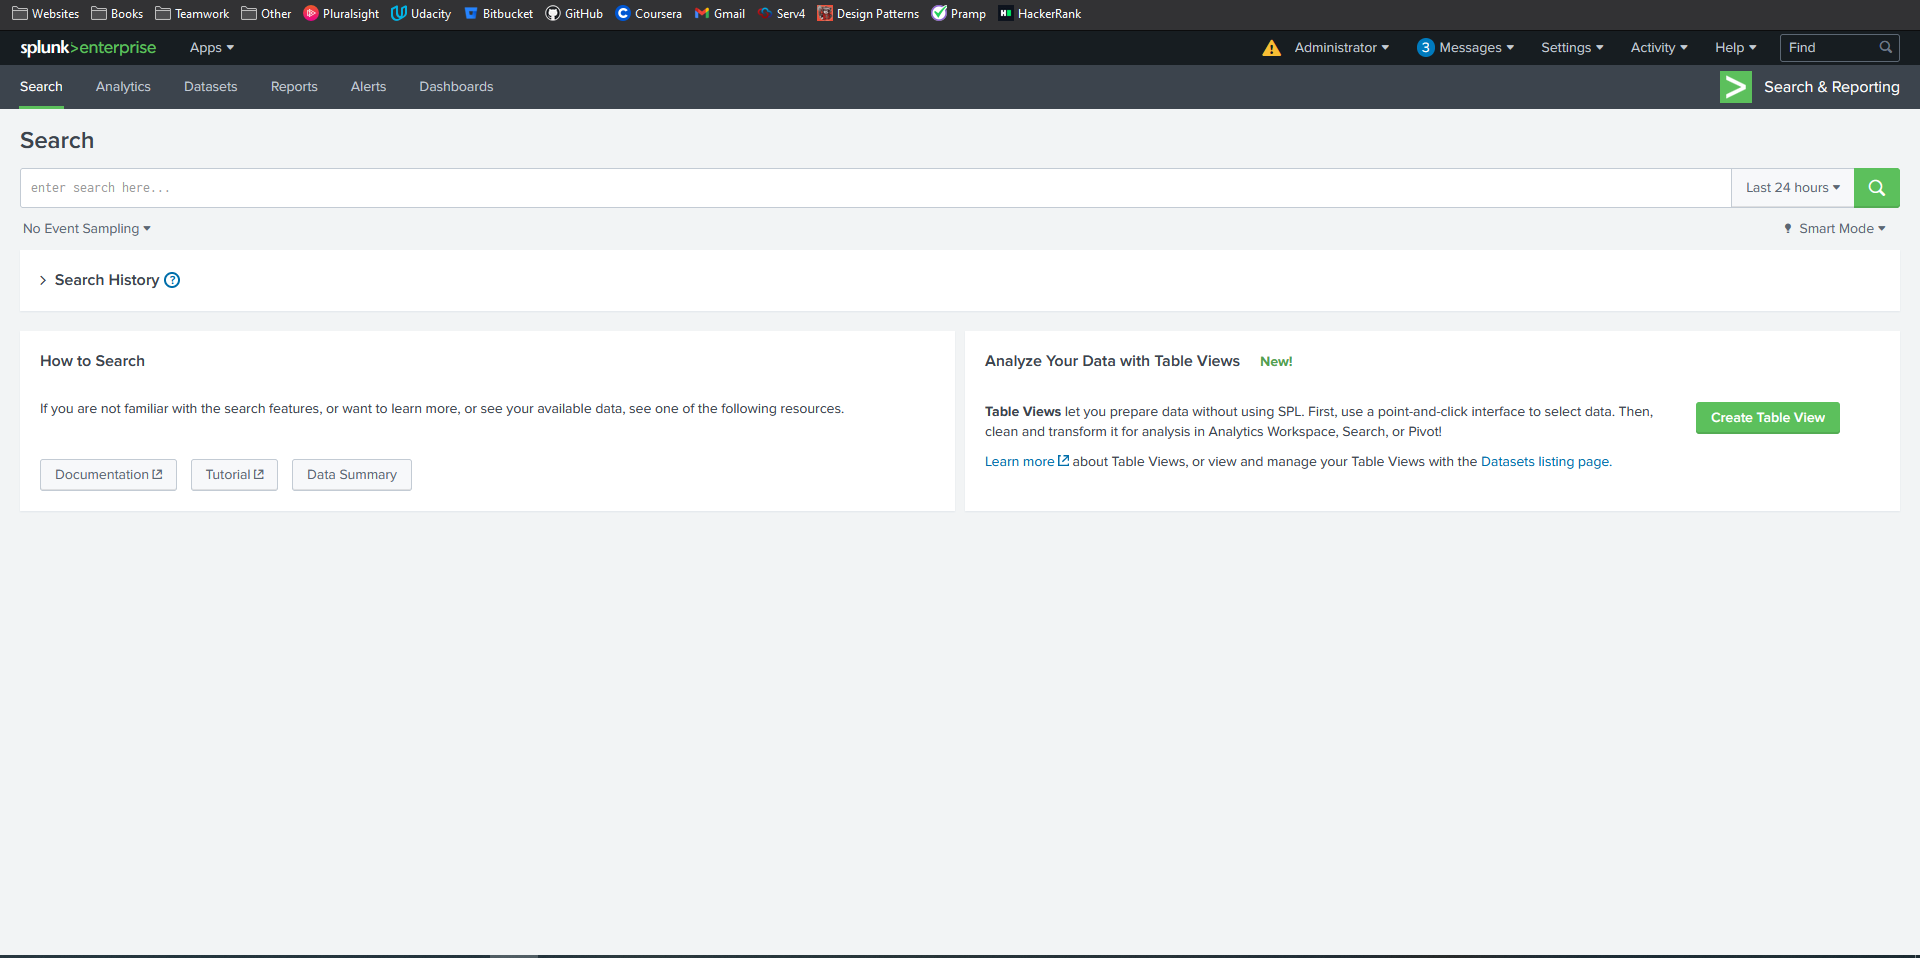 Websites Books Teamwork Other Pluralsight Udacity Bitbucket GitHub Coursera Gmail Serv4 Design Patterns Pramp HackerRank
splunk>enterprise Apps Administrator 3 Messages Settings Activity Help Find
Search Analytics Datasets Reports Alerts Dashboards Search & Reporting
Search
enter search here... Last 24 hours
No Event Sampling Smart Mode
Search History ?
How to Search
If you are not familiar with the search features, or want to learn more, or see your available data, see one of the following resources.
Documentation Tutorial Data Summary
Analyze Your Data with Table Views New!
Table Views let you prepare data without using SPL. First, use a point-and-click interface to select data. Then,
clean and transform it for analysis in Analytics Workspace, Search, or Pivot!
Create Table View
Learn more about Table Views, or view and manage your Table Views with the Datasets listing page.